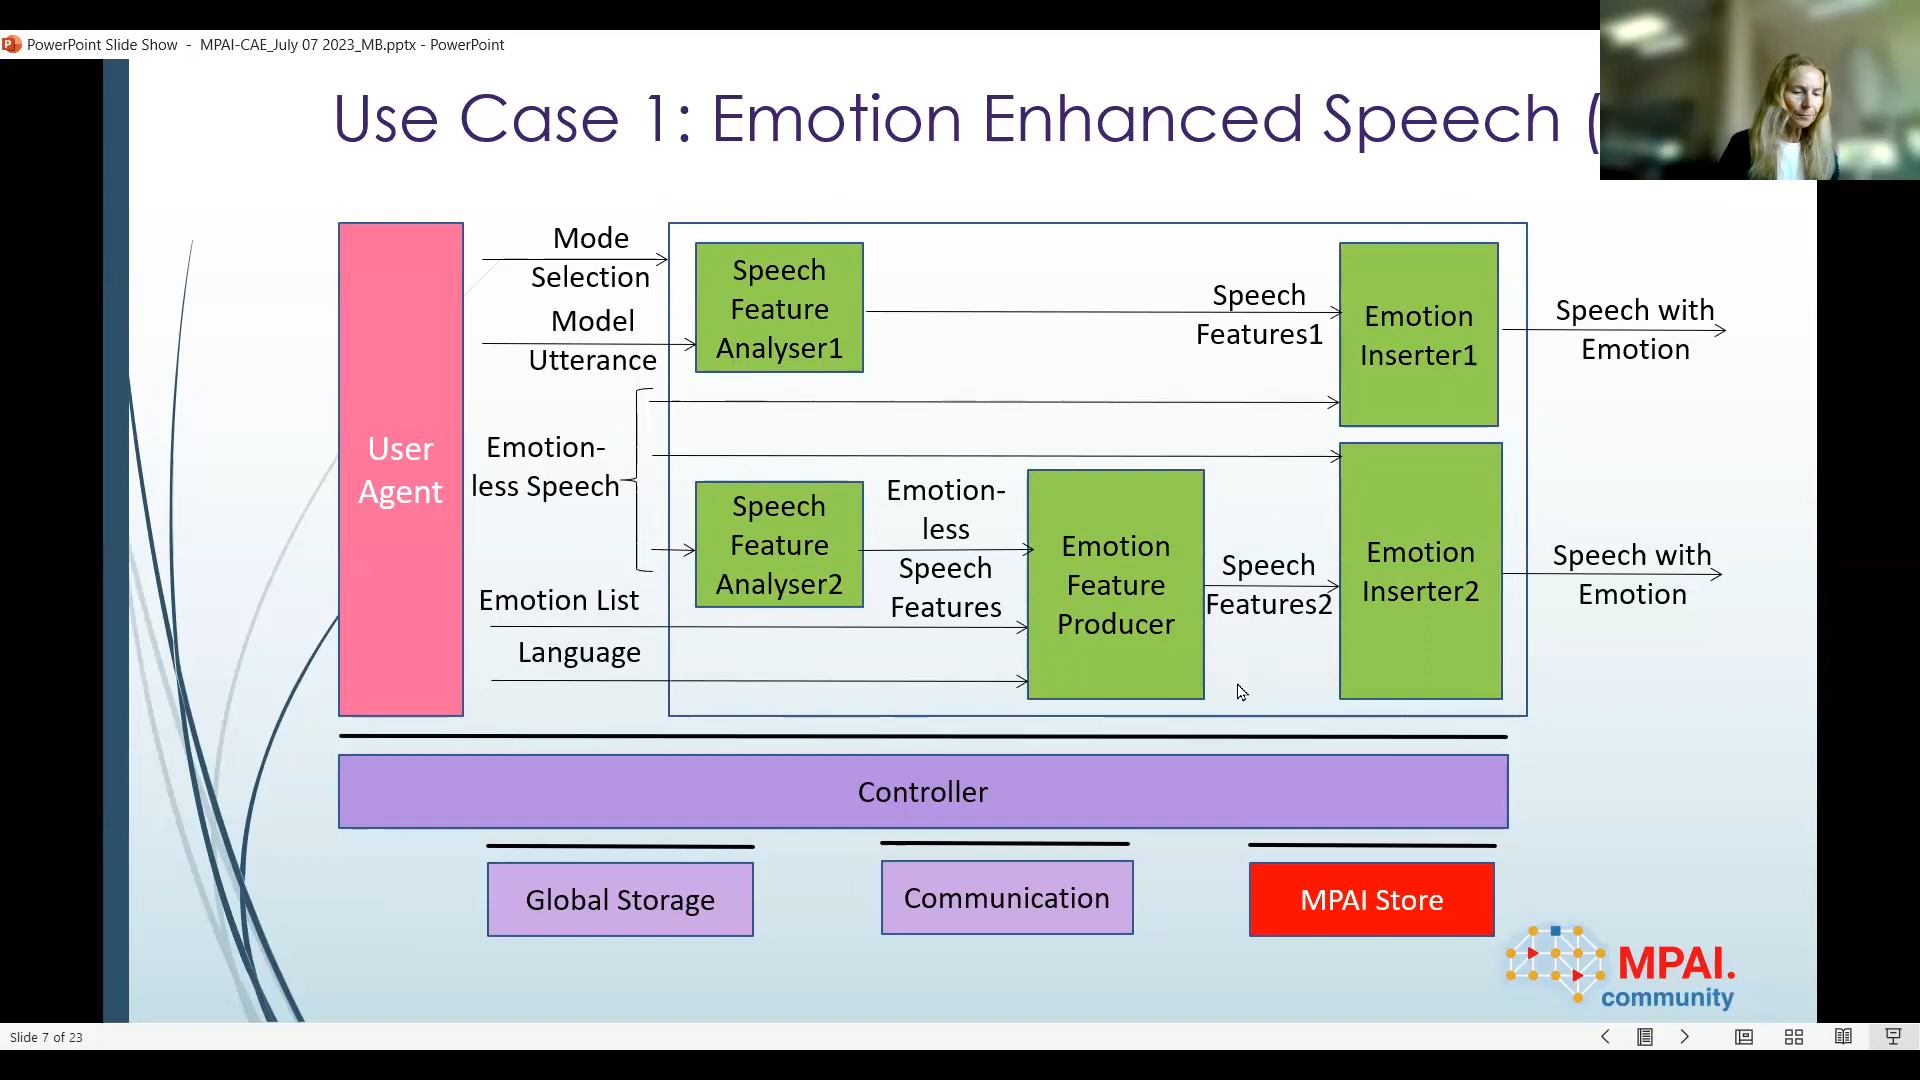 PowerPoint Slide Show - MPAI-CAE_July 07 2023_MB.pptx - PowerPoint
Use Case 1: Emotion Enhanced Speech (
Mode
Selection
Model
Utterance
Emotion-
less Speech
Emotion List
Language
User
Agent
Speech
Feature
Analyser1
Speech
Features1
Emotion
Inserter1
Speech with
Emotion
Speech
Feature
Analyser2
Emotion-
less
Speech
Features
Emotion
Feature
Producer
Speech
Features2
Emotion
Inserter2
Speech with
Emotion
Controller
Global Storage
Communication
MPAI Store
MPAI.
community
Slide 7 of 23